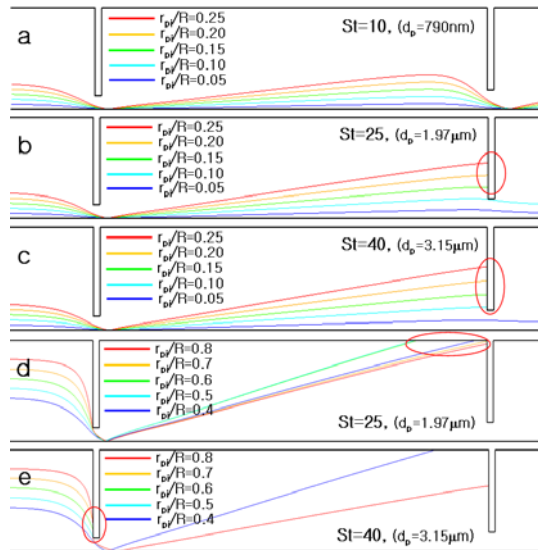 a
r_pi/R=0.25
r_pi/R=0.20
r_pi/R=0.15
r_pi/R=0.10
r_pi/R=0.05
St=10, (d_p=790nm)
b
r_pi/R=0.25
r_pi/R=0.20
r_pi/R=0.15
r_pi/R=0.10
r_pi/R=0.05
St=25, (d_p=1.97μm)
c
r_pi/R=0.25
r_pi/R=0.20
r_pi/R=0.15
r_pi/R=0.10
r_pi/R=0.05
St=40, (d_p=3.15μm)
d
r_pi/R=0.8
r_pi/R=0.7
r_pi/R=0.6
r_pi/R=0.5
r_pi/R=0.4
St=25, (d_p=1.97μm)
e
r_pi/R=0.8
r_pi/R=0.7
r_pi/R=0.6
r_pi/R=0.5
r_pi/R=0.4
St=40, (d_p=3.15μm)